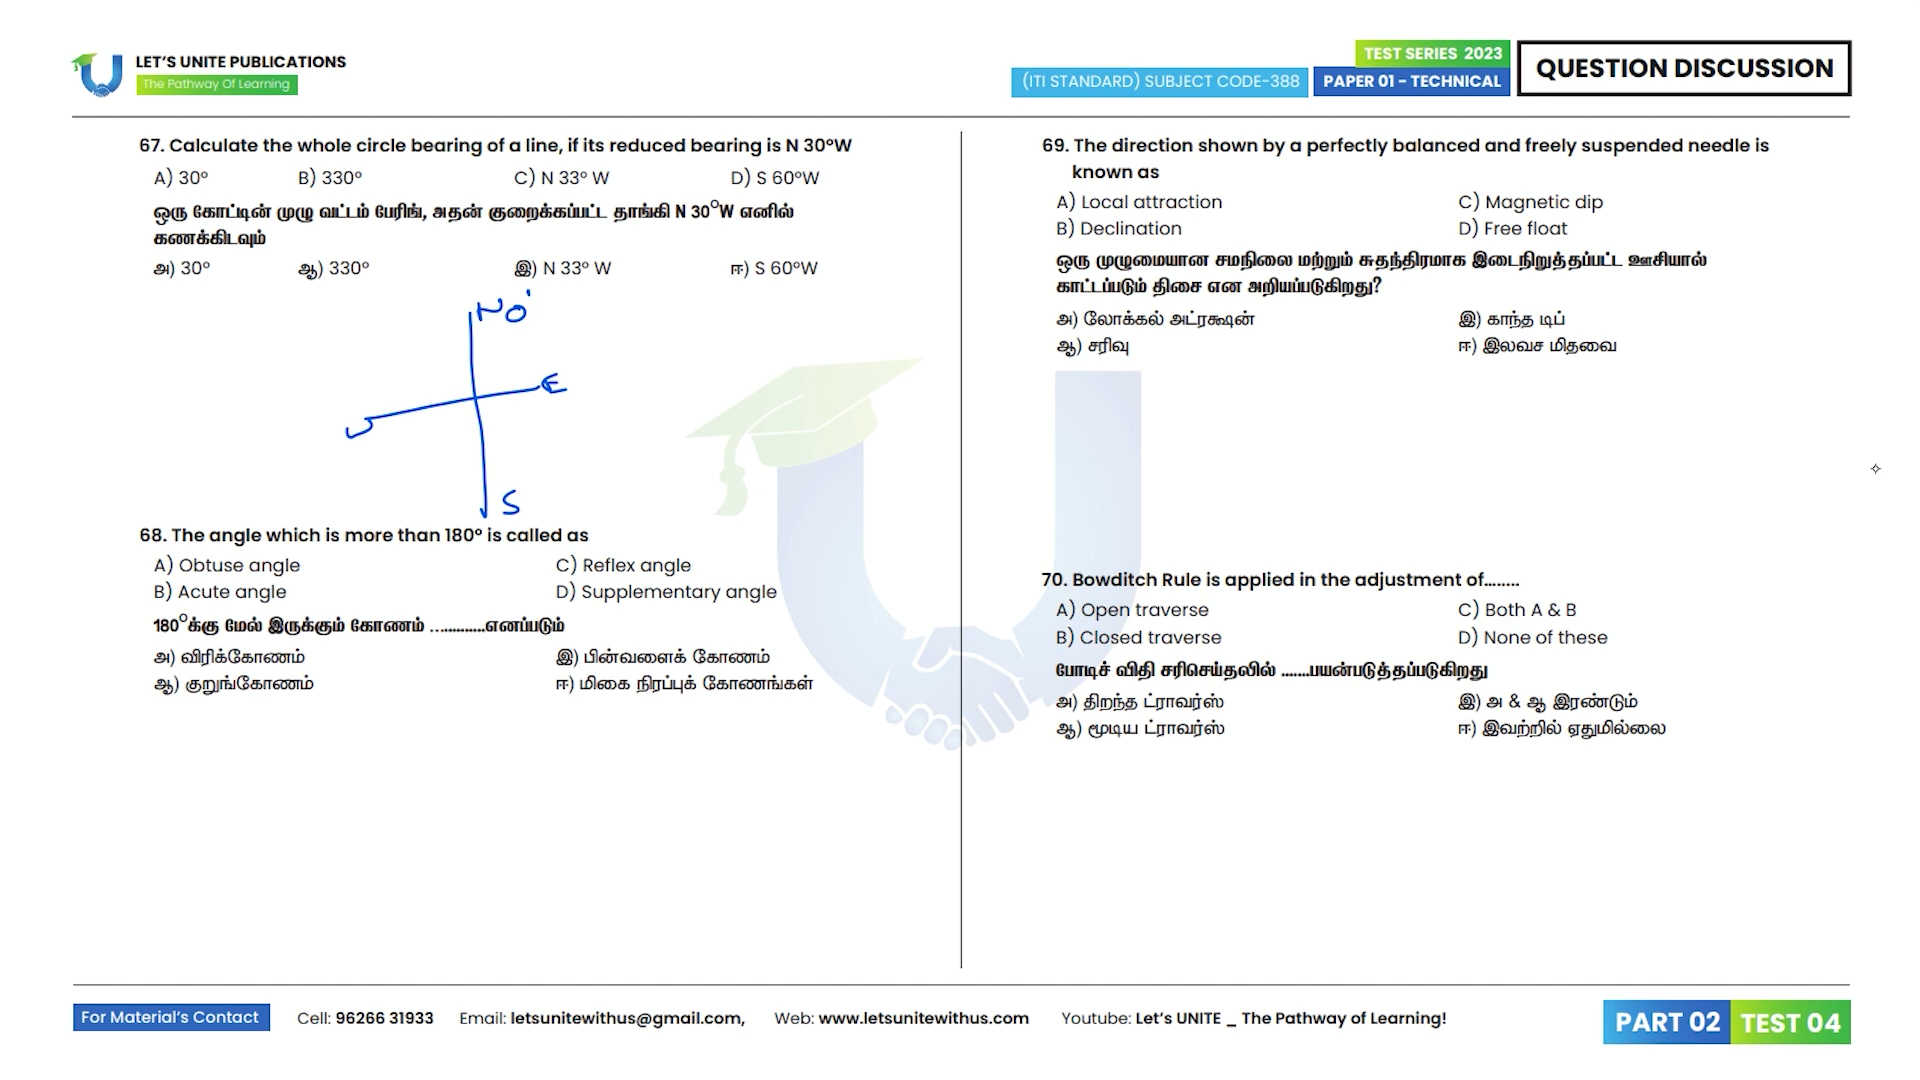 LET'S UNITE PUBLICATIONS
The Pathway Of Learning
TEST SERIES 2023
(ITI STANDARD) SUBJECT CODE-388
PAPER 01 - TECHNICAL
QUESTION DISCUSSION
67. Calculate the whole circle bearing of a line, if its reduced bearing is N 30°W
A) 30° B) 330° C) N 33° W D) S 60°W
ஒரு கோட்டின் முழு வட்டம் பேரிங், அதன் குறைக்கப்பட்ட தாங்கி N 30°W எனில்
கணக்கிடவும்
அ) 30° ஆ) 330° இ) N 33° W ஈ) S 60°W
N 0°
E
W
S
68. The angle which is more than 180° is called as
A) Obtuse angle C) Reflex angle
B) Acute angle D) Supplementary angle
180°க்கு மேல் இருக்கும் கோணம் ..............எனப்படும்
அ) விரிக்கோணம் இ) பின்வளைக் கோணம்
ஆ) குறுங்கோணம் ஈ) மிகை நிரப்புக் கோணங்கள்
69. The direction shown by a perfectly balanced and freely suspended needle is
known as
A) Local attraction C) Magnetic dip
B) Declination D) Free float
ஒரு முழுமையான சமநிலை மற்றும் சுதந்திரமாக இடைநிறுத்தப்பட்ட ஊசியால்
காட்டப்படும் திசை என அறியப்படுகிறது?
அ) லோக்கல் அட்ரக்ஷன் இ) காந்த டிப்
ஆ) சரிவு ஈ) இலவச மிதவை
70. Bowditch Rule is applied in the adjustment of........
A) Open traverse C) Both A & B
B) Closed traverse D) None of these
போடிச் விதி சரிசெய்தலில் .......பயன்படுத்தப்படுகிறது
அ) திறந்த ட்ராவர்ஸ் இ) அ & ஆ இரண்டும்
ஆ) மூடிய ட்ராவர்ஸ் ஈ) இவற்றில் ஏதுமில்லை
For Material's Contact Cell: 96266 31933 Email: letsunitewithus@gmail.com, Web: www.letsunitewithus.com Youtube: Let's UNITE _ The Pathway of Learning!
PART 02 TEST 04